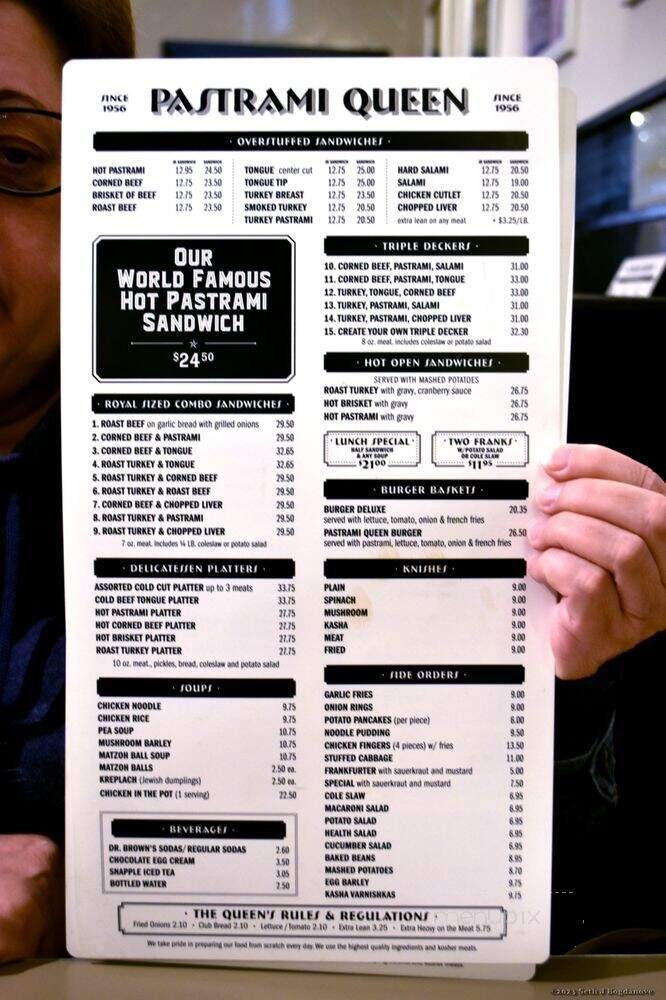 SINCE 1956 PASTRAMI QUEEN SINCE 1956
· OVERSTUFFED SANDWICHES ·
½ SANDWICH SANDWICH
HOT PASTRAMI 12.95 24.50
CORNED BEEF 12.75 23.50
BRISKET OF BEEF 12.75 23.50
ROAST BEEF 12.75 23.50
½ SANDWICH SANDWICH
TONGUE center cut 12.75 25.00
TONGUE TIP 12.75 25.00
TURKEY BREAST 12.75 23.50
SMOKED TURKEY 12.75 20.50
TURKEY PASTRAMI 12.75 20.50
½ SANDWICH SANDWICH
HARD SALAMI 12.75 20.50
SALAMI 12.75 19.00
CHICKEN CUTLET 12.75 20.50
CHOPPED LIVER 12.75 20.50
extra lean on any meat + $3.25/LB.
OUR
WORLD FAMOUS
HOT PASTRAMI
SANDWICH
$24.50
· ROYAL SIZED COMBO SANDWICHES ·
1. ROAST BEEF on garlic bread with grilled onions 29.50
2. CORNED BEEF & PASTRAMI 29.50
3. CORNED BEEF & TONGUE 32.65
4. ROAST TURKEY & TONGUE 32.65
5. ROAST TURKEY & CORNED BEEF 29.50
6. ROAST TURKEY & ROAST BEEF 29.50
7. CORNED BEEF & CHOPPED LIVER 29.50
8. ROAST TURKEY & PASTRAMI 29.50
9. ROAST TURKEY & CHOPPED LIVER 29.50
7 oz. meat. Includes ¼ LB. coleslaw or potato salad
· DELICATESSEN PLATTERS ·
ASSORTED COLD CUT PLATTER up to 3 meats 33.75
COLD BEEF TONGUE PLATTER 33.75
HOT PASTRAMI PLATTER 27.75
HOT CORNED BEEF PLATTER 27.75
HOT BRISKET PLATTER 27.75
ROAST TURKEY PLATTER 27.75
10 oz. meat., pickles, bread, coleslaw and potato salad
· SOUPS ·
CHICKEN NOODLE 9.75
CHICKEN RICE 9.75
PEA SOUP 10.75
MUSHROOM BARLEY 10.75
MATZOH BALL SOUP 10.75
MATZOH BALLS 2.50 ea.
KREPLACH (Jewish dumplings) 2.50 ea.
CHICKEN IN THE POT (1 serving) 22.50
· BEVERAGES ·
DR. BROWN'S SODAS/ REGULAR SODAS 2.60
CHOCOLATE EGG CREAM 3.50
SNAPPLE ICED TEA 3.05
BOTTLED WATER 2.50
· TRIPLE DECKERS ·
10. CORNED BEEF, PASTRAMI, SALAMI 31.00
11. CORNED BEEF, PASTRAMI, TONGUE 33.00
12. TURKEY, TONGUE, CORNED BEEF 33.00
13. TURKEY, PASTRAMI, SALAMI 31.00
14. TURKEY, PASTRAMI, CHOPPED LIVER 31.00
15. CREATE YOUR OWN TRIPLE DECKER 32.30
8 oz. meat, includes coleslaw or potato salad
· HOT OPEN SANDWICHES ·
SERVED WITH MASHED POTATOES
ROAST TURKEY with gravy, cranberry sauce 26.75
HOT BRISKET with gravy 26.75
HOT PASTRAMI with gravy 26.75
· LUNCH SPECIAL ·
HALF SANDWICH
& ANY SOUP
$21.00
· TWO FRANKS ·
W/POTATO SALAD
OR COLE SLAW
$11.95
· BURGER BASKETS ·
BURGER DELUXE 20.35
served with lettuce, tomato, onion & french fries
PASTRAMI QUEEN BURGER 26.50
served with pastrami, lettuce, tomato, onion & french fries
KNISHES ·
PLAIN 9.00
SPINACH 9.00
MUSHROOM 9.00
KASHA 9.00
MEAT 9.00
FRIED 9.00
· SIDE ORDERS ·
GARLIC FRIES 9.00
ONION RINGS 9.00
POTATO PANCAKES (per piece) 6.00
NOODLE PUDDING 9.50
CHICKEN FINGERS (4 pieces) w/ fries 13.50
STUFFED CABBAGE 11.00
FRANKFURTER with sauerkraut and mustard 5.00
SPECIAL with sauerkraut and mustard 7.50
COLE SLAW 6.95
MACARONI SALAD 6.95
POTATO SALAD 6.95
HEALTH SALAD 6.95
CUCUMBER SALAD 6.95
BAKED BEANS 8.95
MASHED POTATOES 8.70
EGG BARLEY 9.75
KASHA VARNISHKAS 9.75
· THE QUEEN'S RULES & REGULATIONS ·
Fried Onions 2.10 · Club Bread 2.10 · Lettuce / Tomato 2.10 · Extra Lean 3.25 · Extra Heavy on the Meat 5.75
We take pride in preparing our food from scratch every day. We use the highest quality ingredients and kosher meats.
menupix
©2023 Seth J Bogdanove